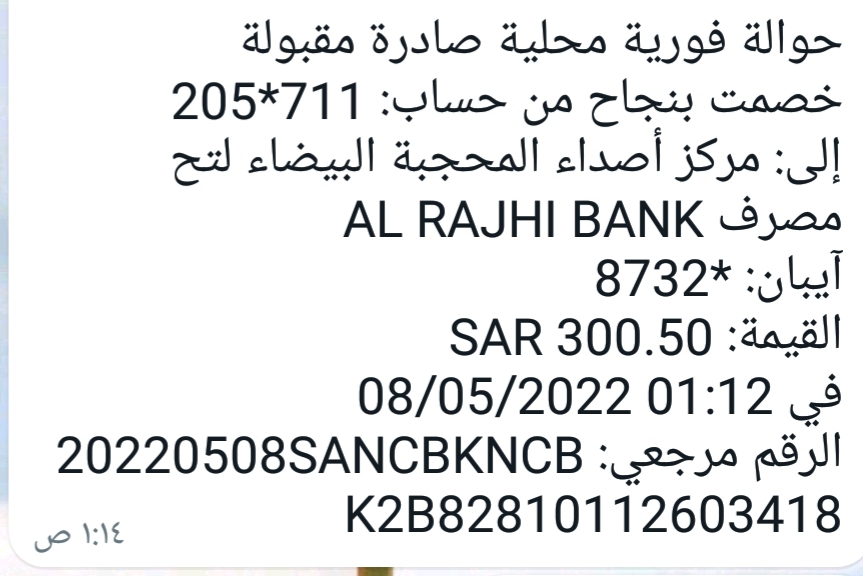 حوالة فورية محلية صادرة مقبولة
خصمت بنجاح من حساب: 711*205
إلى: مركز أصداء المحجبة البيضاء لتح
مصرف AL RAJHI BANK
آيبان: *8732
القيمة: SAR 300.50
في 01:12 08/05/2022
الرقم مرجعي: 20220508SANCBKNCB
K2B82810112603418
١:١٤ ص